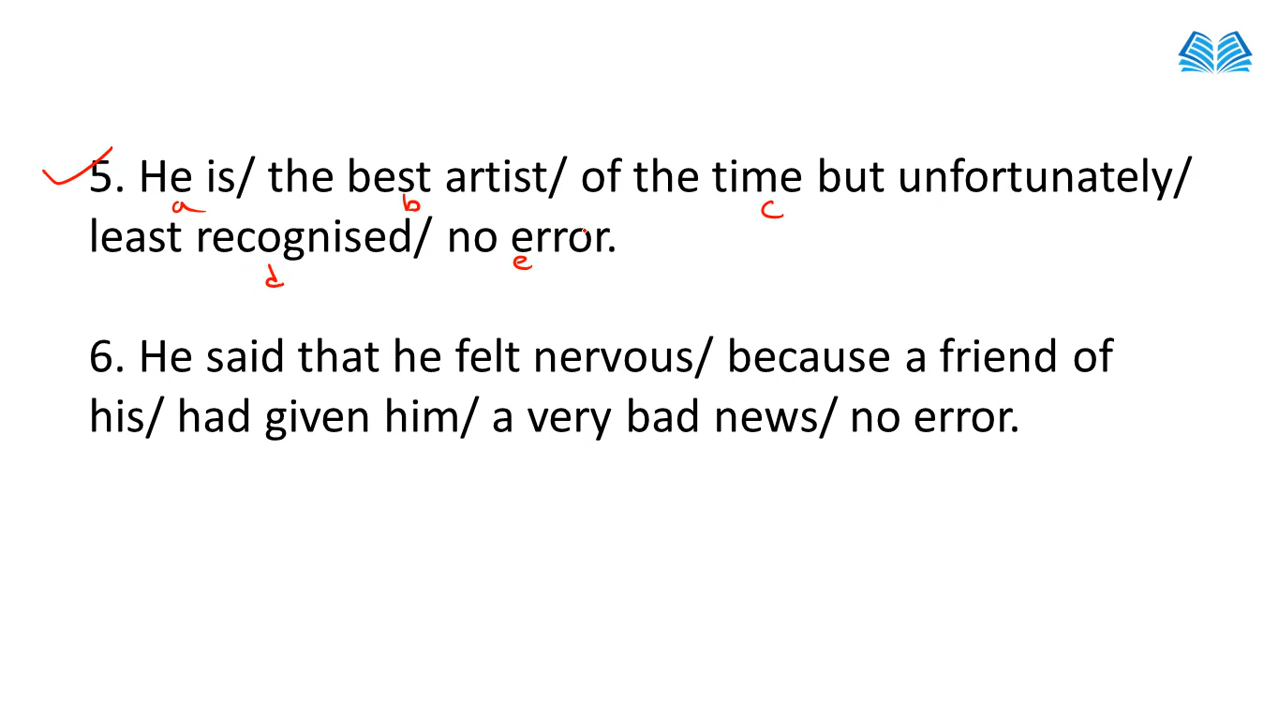 5. He is/ the best artist/ of the time but unfortunately/
a b c
least recognised/ no error.
d e
6. He said that he felt nervous/ because a friend of
his/ had given him/ a very bad news/ no error.